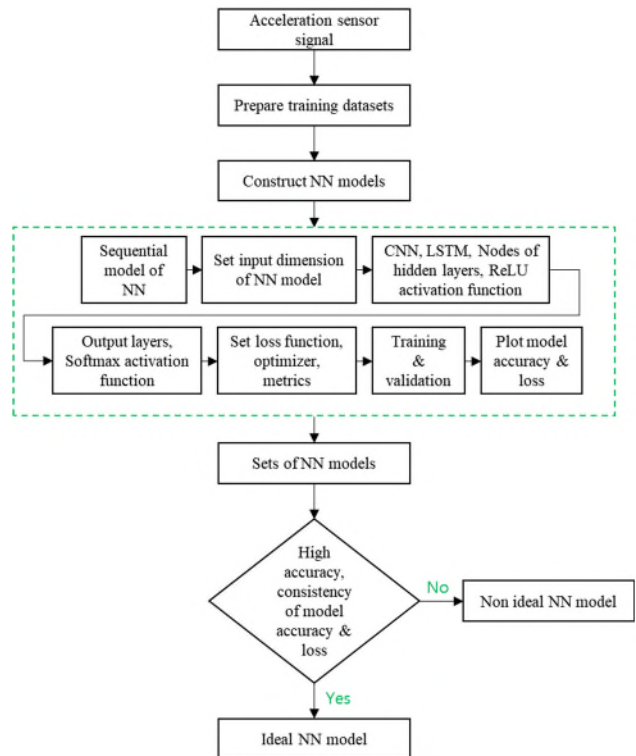 Acceleration sensor
signal
Prepare training datasets
Construct NN models
Sequential
model of
NN
Set input dimension
of NN model
CNN, LSTM, Nodes of
hidden layers, ReLU
activation function
Output layers,
Softmax activation
function
Set loss function,
optimizer,
metrics
Training
&
validation
Plot model
accuracy &
loss
Sets of NN models
High
accuracy,
consistency
of model
accuracy &
loss
No
Non ideal NN model
Yes
Ideal NN model